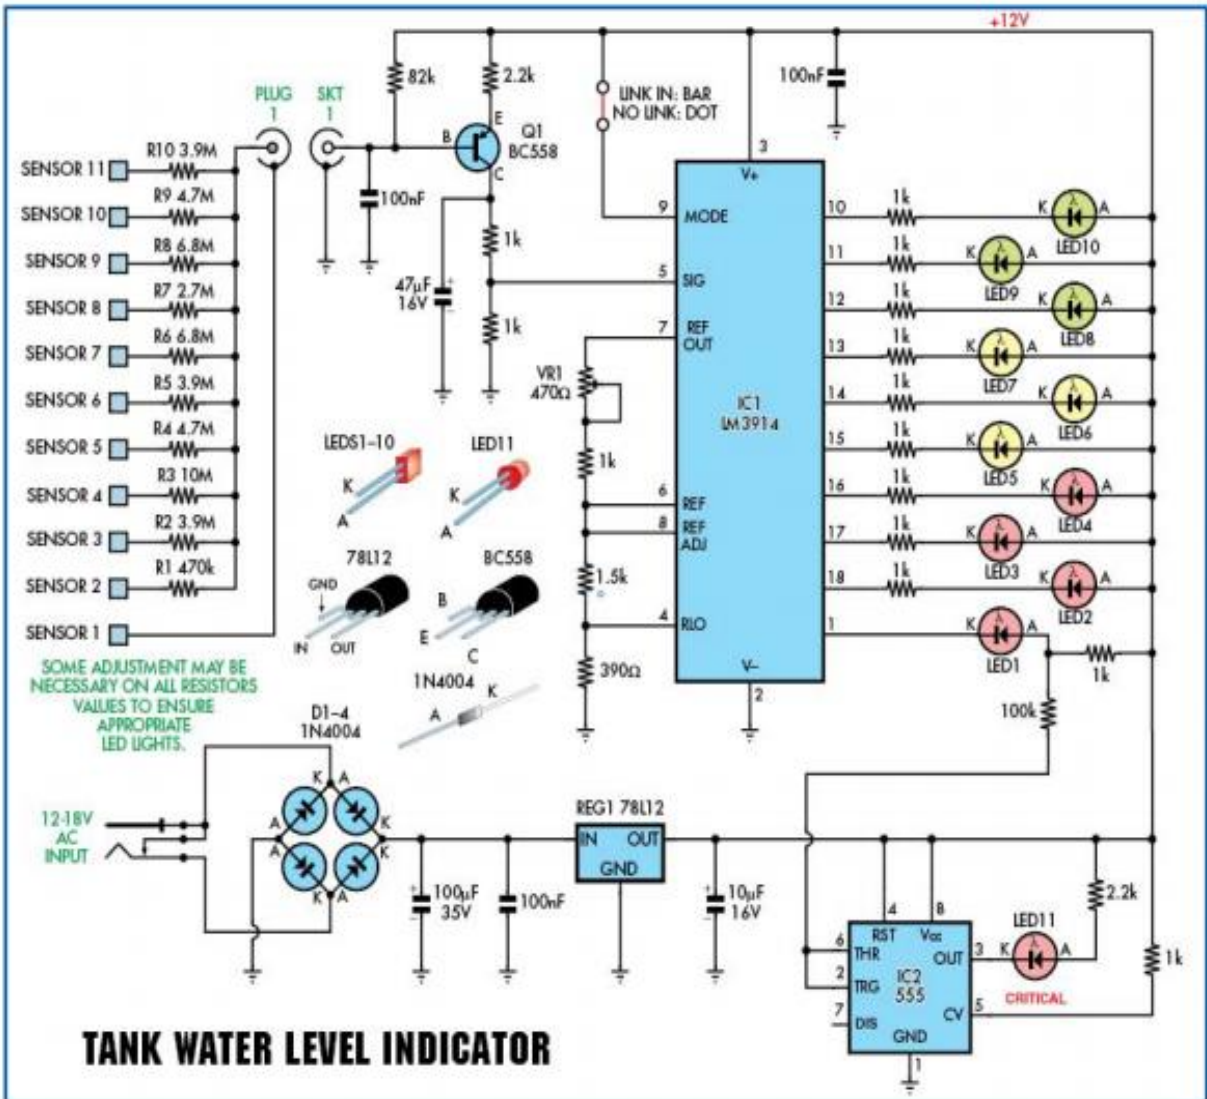 +12V
82k
2.2k
100nF
PLUG
1
SKT
1
LINK IN: BAR
NO LINK: DOT
E
B
Q1
BC558
C
3
V+
SENSOR 11
R10 3.9M
SENSOR 10
R9 4.7M
SENSOR 9
R8 6.8M
SENSOR 8
R7 2.7M
SENSOR 7
R6 6.8M
SENSOR 6
R5 3.9M
SENSOR 5
R4 4.7M
SENSOR 4
R3 10M
SENSOR 3
R2 3.9M
SENSOR 2
R1 470k
SENSOR 1
100nF
1k
47µF
16V
+
−
1k
9 MODE
5 SIG
7 REF
OUT
VR1
470Ω
1k
6 REF
8 REF
ADJ
1.5k
4 RLO
390Ω
V−
2
IC1
LM3914
10 1k K A
LED10
11 1k K A
LED9
12 1k K A
LED8
13 1k K A
LED7
14 1k K A
LED6
15 1k K A
LED5
16 1k K A
LED4
17 1k K A
LED3
18 1k K A
LED2
1 K A
LED1
1k
100k
LEDS1–10
K
A
LED11
K
A
78L12
GND
IN OUT
BC558
B
E
C
1N4004
A K
SOME ADJUSTMENT MAY BE
NECESSARY ON ALL RESISTORS
VALUES TO ENSURE
APPROPRIATE
LED LIGHTS.
D1–4
1N4004
K A
A K
A K
K A
12-18V
AC
INPUT
+
100µF
35V
−
100nF
REG1 78L12
IN OUT
GND
+
10µF
16V
−
4 8
RST Vcc
6 THR
2 TRG
7 DIS
OUT 3
CV 5
IC2
555
GND
1
K A
LED11
CRITICAL
2.2k
1k
TANK WATER LEVEL INDICATOR